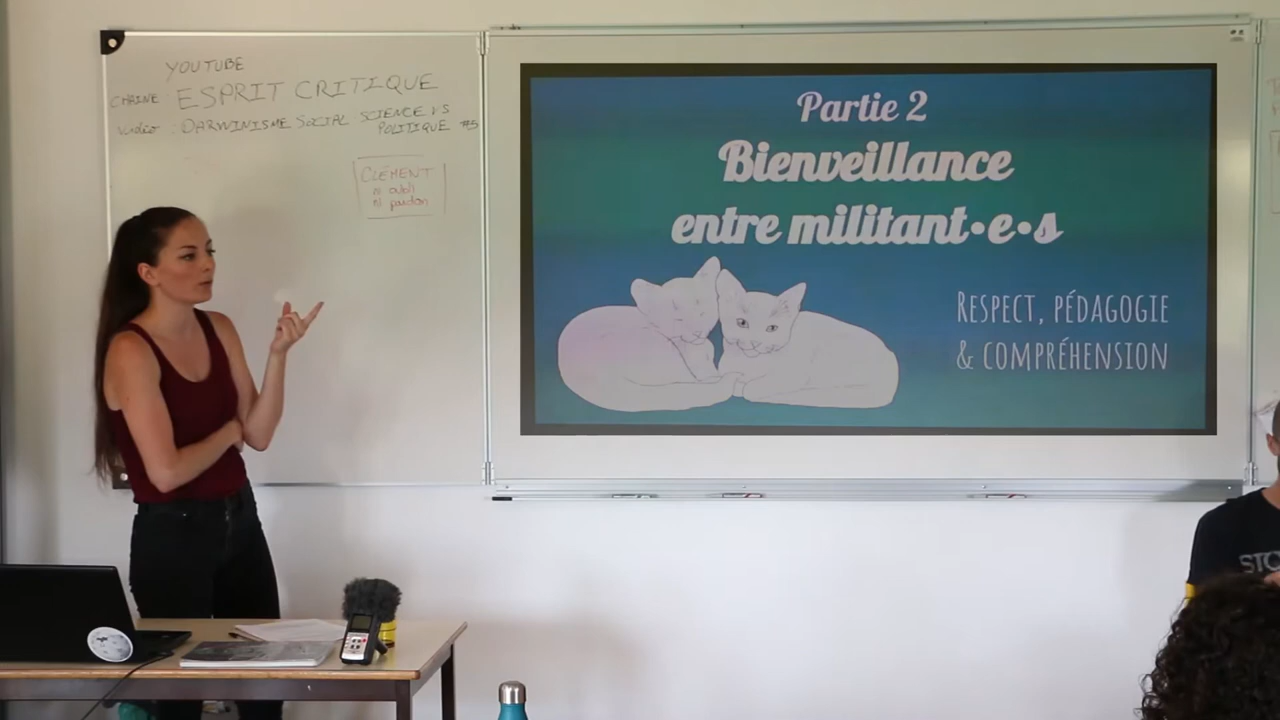 YOUTUBE
CHAINE ESPRIT CRITIQUE
Vidéo : DARWINISME SOCIAL SCIENCE VS
POLITIQUE #5
CLÉMENT
NI oubli
NI pardon
Partie 2
Bienveillance
entre militant•e•s
RESPECT, PÉDAGOGIE
& COMPRÉHENSION